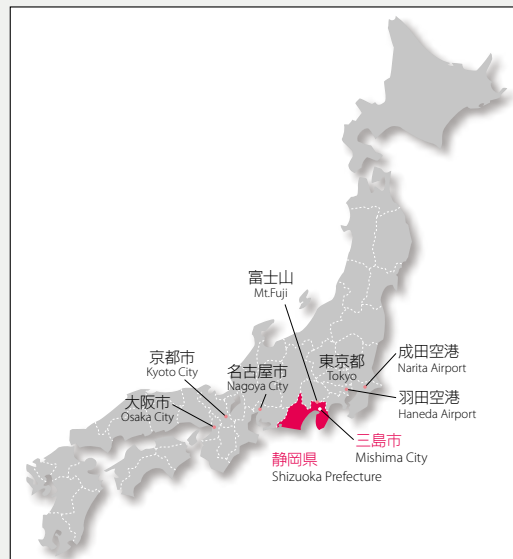 富士山
Mt.Fuji
京都市
Kyoto City
名古屋市
Nagoya City
東京都
Tokyo
成田空港
Narita Airport
大阪市
Osaka City
羽田空港
Haneda Airport
静岡県
Shizuoka Prefecture
三島市
Mishima City